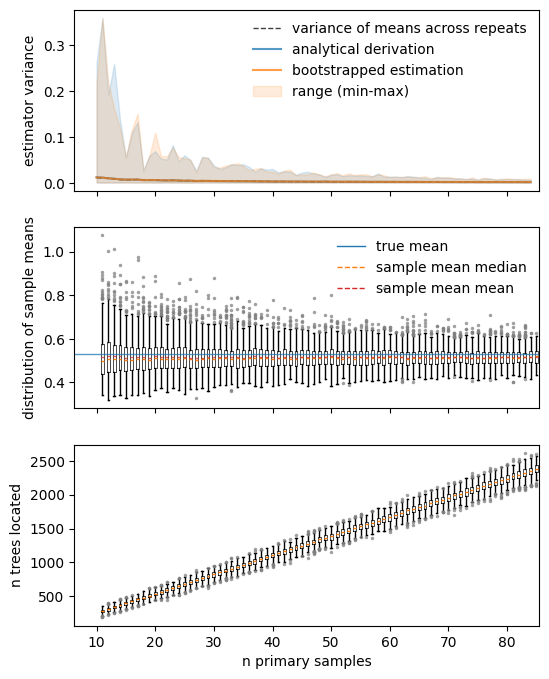 0.3
0.2
0.1
0.0
estimator variance
variance of means across repeats
analytical derivation
bootstrapped estimation
range (min-max)
1.0
0.8
0.6
0.4
distribution of sample means
true mean
sample mean median
sample mean mean
2500
2000
1500
1000
500
n trees located
10
20
30
40
50
60
70
80
n primary samples